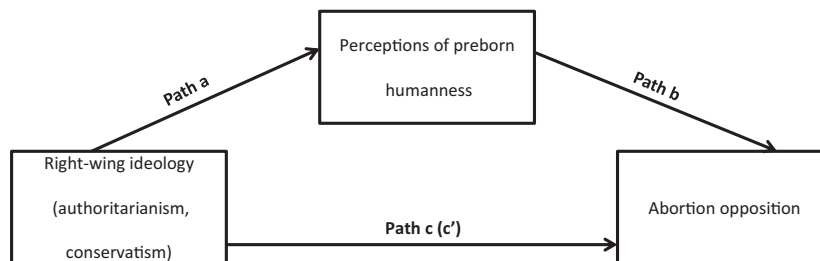 Perceptions of preborn
humanness
Path a
Path b
Right-wing ideology
(authoritarianism,
conservatism)
Path c (c’)
Abortion opposition